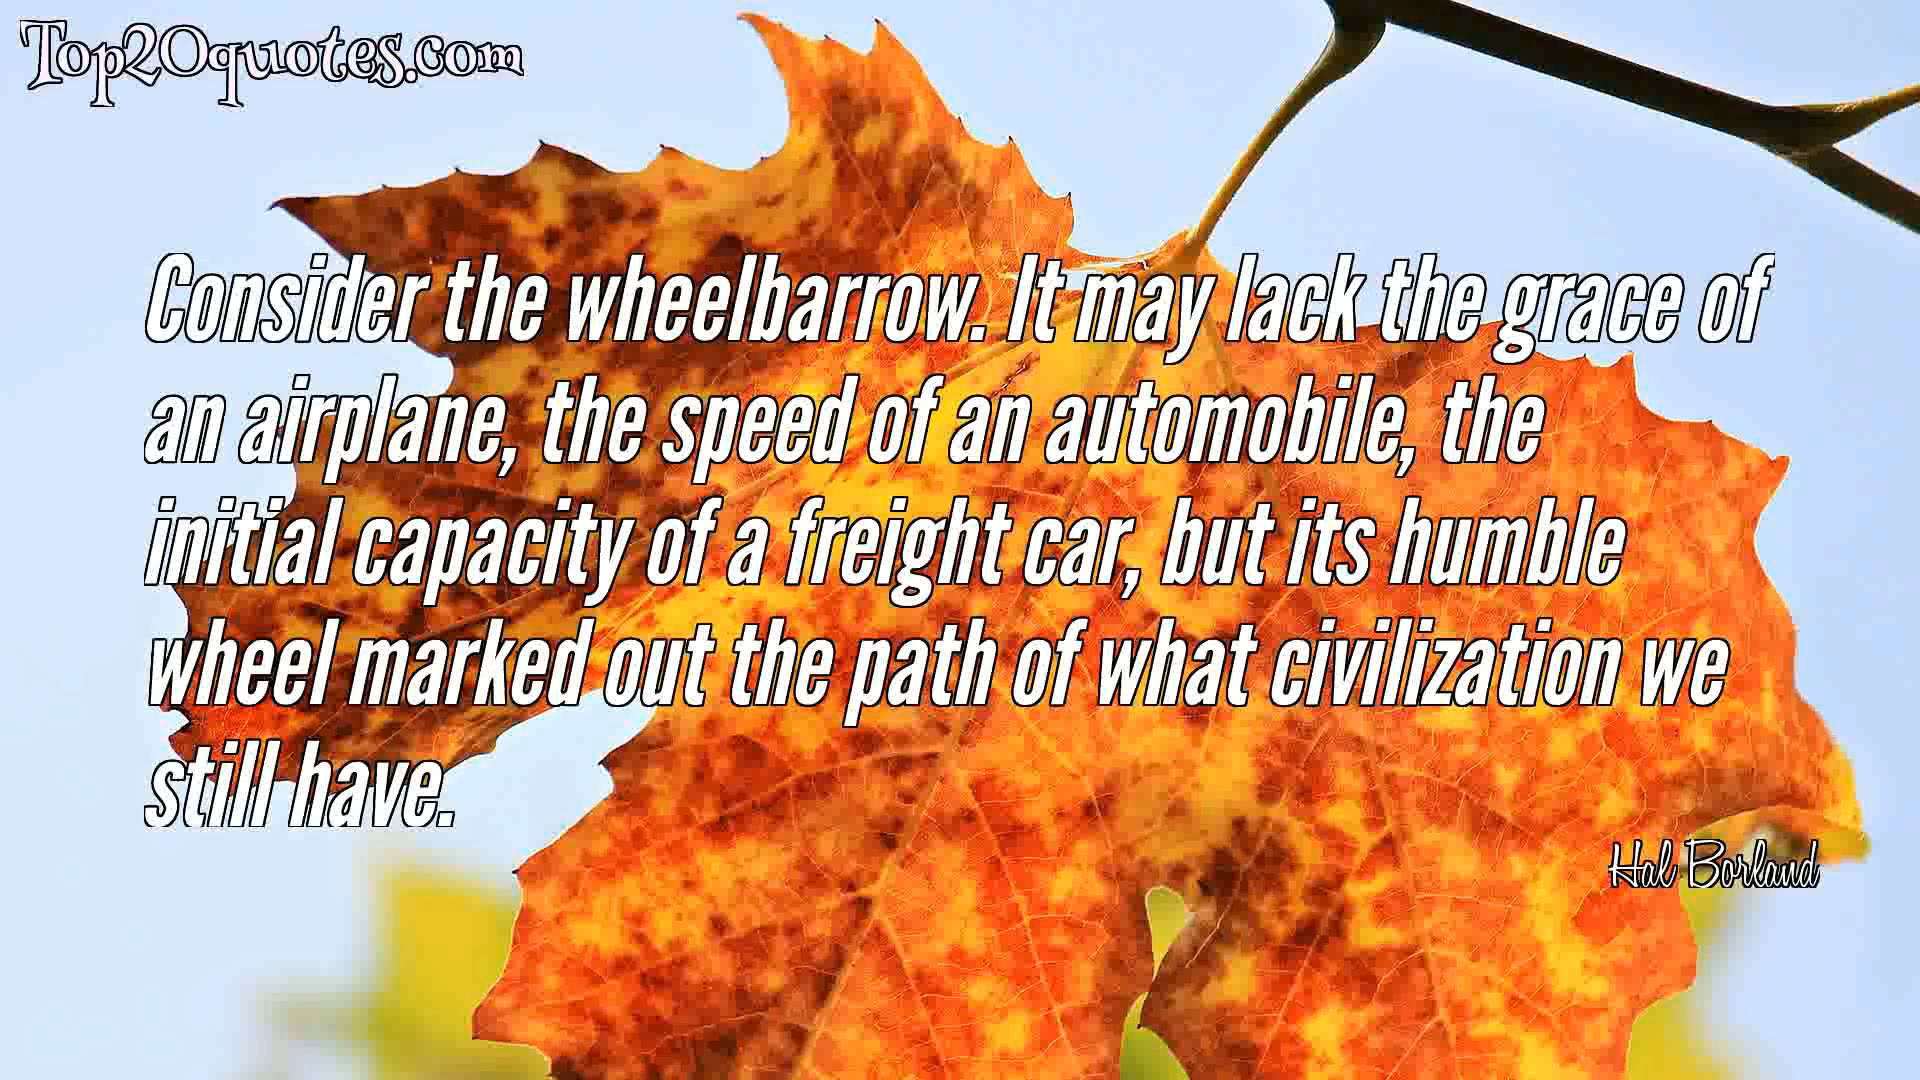 Top20quotes.com
Consider the wheelbarrow. It may lack the grace of
an airplane, the speed of an automobile, the
initial capacity of a freight car, but its humble
wheel marked out the path of what civilization we
still have.
Hal Borland